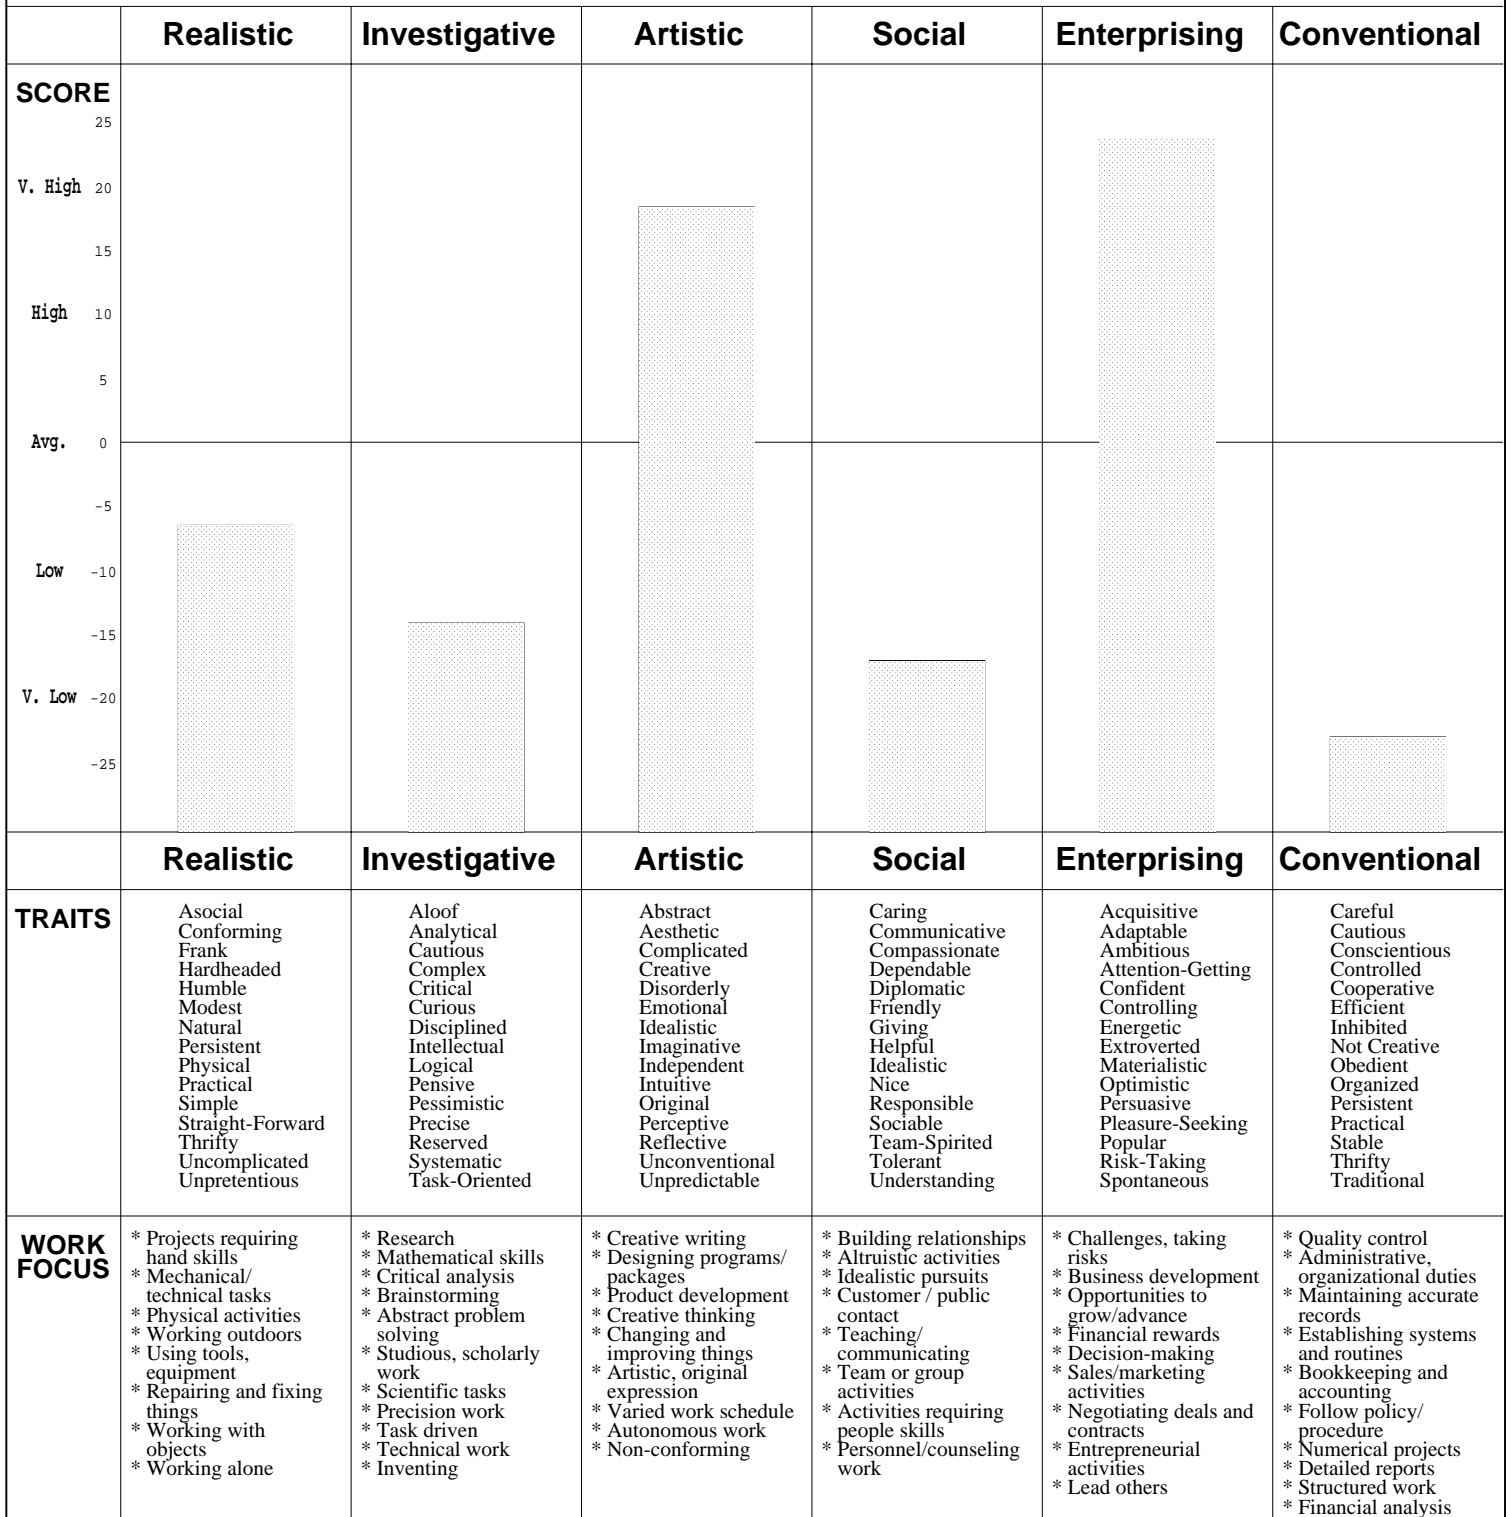 Realistic Investigative Artistic Social Enterprising Conventional
SCORE
25
V. High 20
15
High 10
5
Avg. 0
-5
Low -10
-15
V. Low -20
-25
Realistic Investigative Artistic Social Enterprising Conventional
TRAITS
Asocial
Conforming
Frank
Hardheaded
Humble
Modest
Natural
Persistent
Physical
Practical
Simple
Straight-Forward
Thrifty
Uncomplicated
Unpretentious
Aloof
Analytical
Cautious
Complex
Critical
Curious
Disciplined
Intellectual
Logical
Pensive
Pessimistic
Precise
Reserved
Systematic
Task-Oriented
Abstract
Aesthetic
Complicated
Creative
Disorderly
Emotional
Idealistic
Imaginative
Independent
Intuitive
Original
Perceptive
Reflective
Unconventional
Unpredictable
Caring
Communicative
Compassionate
Dependable
Diplomatic
Friendly
Giving
Helpful
Idealistic
Nice
Responsible
Sociable
Team-Spirited
Tolerant
Understanding
Acquisitive
Adaptable
Ambitious
Attention-Getting
Confident
Controlling
Energetic
Extroverted
Materialistic
Optimistic
Persuasive
Pleasure-Seeking
Popular
Risk-Taking
Spontaneous
Careful
Cautious
Conscientious
Controlled
Cooperative
Efficient
Inhibited
Not Creative
Obedient
Organized
Persistent
Practical
Stable
Thrifty
Traditional
WORK
FOCUS
* Projects requiring
hand skills
* Mechanical/
technical tasks
* Physical activities
* Working outdoors
* Using tools,
equipment
* Repairing and fixing
things
* Working with
objects
* Working alone
* Research
* Mathematical skills
* Critical analysis
* Brainstorming
* Abstract problem
solving
* Studious, scholarly
work
* Scientific tasks
* Precision work
* Task driven
* Technical work
* Inventing
* Creative writing
* Designing programs/
packages
* Product development
* Creative thinking
* Changing and
improving things
* Artistic, original
expression
* Varied work schedule
* Autonomous work
* Non-conforming
* Building relationships
* Altruistic activities
* Idealistic pursuits
* Customer / public
contact
* Teaching/
communicating
* Team or group
activities
* Activities requiring
people skills
* Personnel/counseling
work
* Challenges, taking
risks
* Business development
* Opportunities to
grow/advance
* Financial rewards
* Decision-making
* Sales/marketing
activities
* Negotiating deals and
contracts
* Entrepreneurial
activities
* Lead others
* Quality control
* Administrative,
organizational duties
* Maintaining accurate
records
* Establishing systems
and routines
* Bookkeeping and
accounting
* Follow policy/
procedure
* Numerical projects
* Detailed reports
* Structured work
* Financial analysis